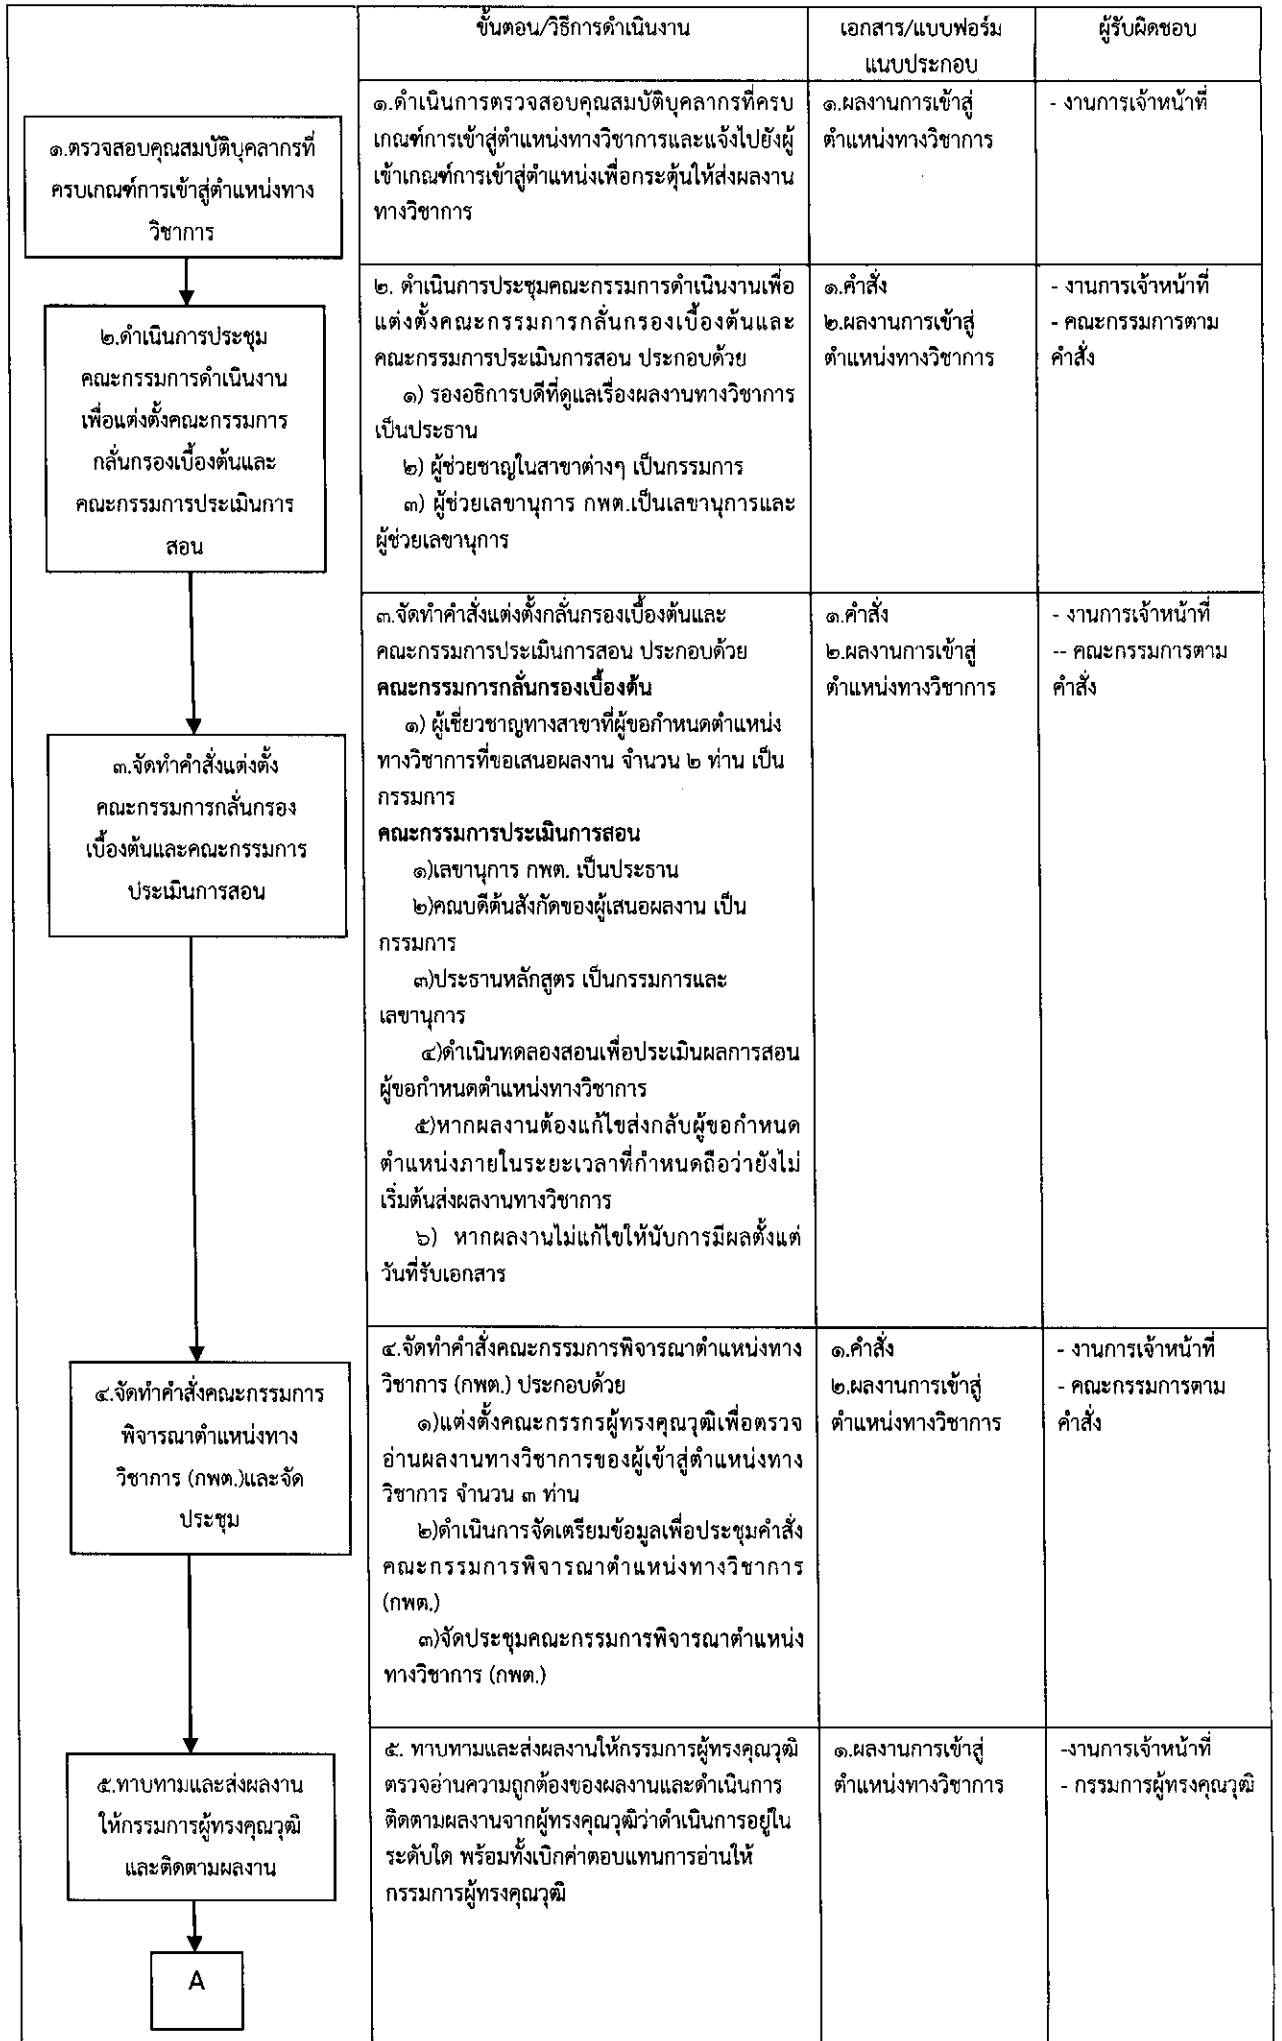 ขั้นตอน/วิธีการดำเนินงาน
เอกสาร/แบบฟอร์ม
แนบประกอบ
ผู้รับผิดชอบ
๑.ตรวจสอบคุณสมบัติบุคลากรที่
ครบเกณฑ์การเข้าสู่ตำแหน่งทาง
วิชาการ
๑.ดำเนินการตรวจสอบคุณสมบัติบุคลากรที่ครบ
เกณฑ์การเข้าสู่ตำแหน่งทางวิชาการและแจ้งไปยังผู้
เข้าเกณฑ์การเข้าสู่ตำแหน่งเพื่อกระตุ้นให้ส่งผลงาน
ทางวิชาการ
๑.ผลงานการเข้าสู่
ตำแหน่งทางวิชาการ
- งานการเจ้าหน้าที่
๒.ดำเนินการประชุม
คณะกรรมการดำเนินงาน
เพื่อแต่งตั้งคณะกรรมการ
กลั่นกรองเบื้องต้นและ
คณะกรรมการประเมินการ
สอน
๒. ดำเนินการประชุมคณะกรรมการดำเนินงานเพื่อ
แต่งตั้งคณะกรรมการกลั่นกรองเบื้องต้นและ
คณะกรรมการประเมินการสอน ประกอบด้วย
๑) รองอธิการบดีที่ดูแลเรื่องผลงานทางวิชาการ
เป็นประธาน
๒) ผู้ช่วยชาญในสาขาต่างๆ เป็นกรรมการ
๓) ผู้ช่วยเลขานุการ กพต.เป็นเลขานุการและ
ผู้ช่วยเลขานุการ
๑.คำสั่ง
๒.ผลงานการเข้าสู่
ตำแหน่งทางวิชาการ
- งานการเจ้าหน้าที่
- คณะกรรมการตาม
คำสั่ง
๓.จัดทำคำสั่งแต่งตั้ง
คณะกรรมการกลั่นกรอง
เบื้องต้นและคณะกรรมการ
ประเมินการสอน
๓.จัดทำคำสั่งแต่งตั้งกลั่นกรองเบื้องต้นและ
คณะกรรมการประเมินการสอน ประกอบด้วย
คณะกรรมการกลั่นกรองเบื้องต้น
๑) ผู้เชี่ยวชาญทางสาขาที่ผู้ขอกำหนดตำแหน่ง
ทางวิชาการที่ขอเสนอผลงาน จำนวน ๒ ท่าน เป็น
กรรมการ
คณะกรรมการประเมินการสอน
๑)เลขานุการ กพต. เป็นประธาน
๒)คณบดีต้นสังกัดของผู้เสนอผลงาน เป็น
กรรมการ
๓)ประธานหลักสูตร เป็นกรรมการและ
เลขานุการ
๔)ดำเนินทดลองสอนเพื่อประเมินผลการสอน
ผู้ขอกำหนดตำแหน่งทางวิชาการ
๕)หากผลงานต้องแก้ไขส่งกลับผู้ขอกำหนด
ตำแหน่งภายในระยะเวลาที่กำหนดถือว่ายังไม่
เริ่มต้นส่งผลงานทางวิชาการ
๖) หากผลงานไม่แก้ไขให้นับการมีผลตั้งแต่
วันที่รับเอกสาร
๑.คำสั่ง
๒.ผลงานการเข้าสู่
ตำแหน่งทางวิชาการ
- งานการเจ้าหน้าที่
-- คณะกรรมการตาม
คำสั่ง
๔.จัดทำคำสั่งคณะกรรมการ
พิจารณาตำแหน่งทาง
วิชาการ (กพต.)และจัด
ประชุม
๔.จัดทำคำสั่งคณะกรรมการพิจารณาตำแหน่งทาง
วิชาการ (กพต.) ประกอบด้วย
๑)แต่งตั้งคณะกรรกรผู้ทรงคุณวุฒิเพื่อตรวจ
อ่านผลงานทางวิชาการของผู้เข้าสู่ตำแหน่งทาง
วิชาการ จำนวน ๓ ท่าน
๒)ดำเนินการจัดเตรียมข้อมูลเพื่อประชุมคำสั่ง
คณะกรรมการพิจารณาตำแหน่งทางวิชาการ
(กพต.)
๓)จัดประชุมคณะกรรมการพิจารณาตำแหน่ง
ทางวิชาการ (กพต.)
๑.คำสั่ง
๒.ผลงานการเข้าสู่
ตำแหน่งทางวิชาการ
- งานการเจ้าหน้าที่
- คณะกรรมการตาม
คำสั่ง
๕.ทาบทามและส่งผลงาน
ให้กรรมการผู้ทรงคุณวุฒิ
และติดตามผลงาน
๕. ทาบทามและส่งผลงานให้กรรมการผู้ทรงคุณวุฒิ
ตรวจอ่านความถูกต้องของผลงานและดำเนินการ
ติดตามผลงานจากผู้ทรงคุณวุฒิว่าดำเนินการอยู่ใน
ระดับใด พร้อมทั้งเบิกค่าตอบแทนการอ่านให้
กรรมการผู้ทรงคุณวุฒิ
๑.ผลงานการเข้าสู่
ตำแหน่งทางวิชาการ
-งานการเจ้าหน้าที่
- กรรมการผู้ทรงคุณวุฒิ
A